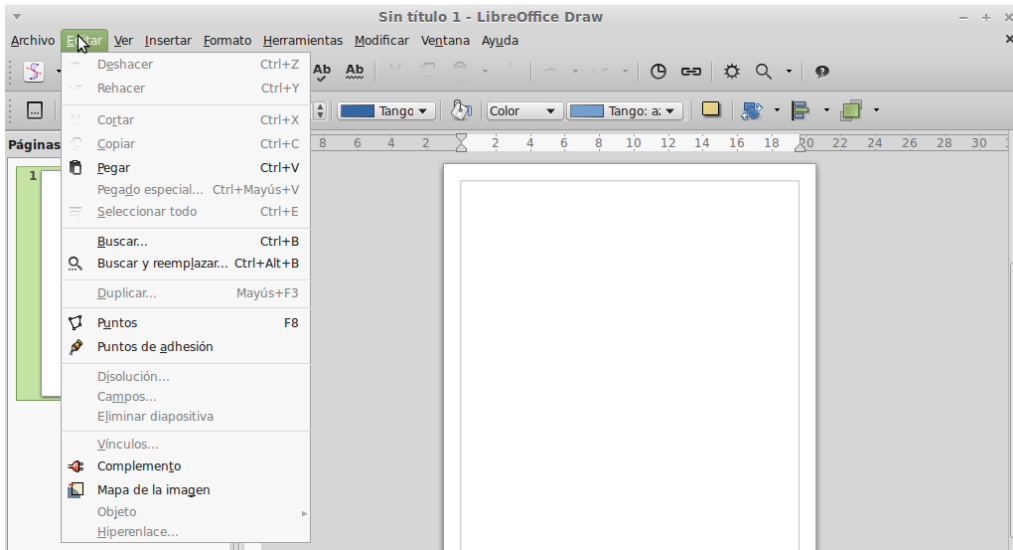 Sin título 1 - LibreOffice Draw
Archivo Editar Ver Insertar Formato Herramientas Modificar Ventana Ayuda
Ab Ab
Tango Color Tango: a:
Páginas
8 6 4 2 2 4 6 8 10 12 14 16 18 20 22 24 26 28 30
1
Deshacer Ctrl+Z
Rehacer Ctrl+Y
Cortar Ctrl+X
Copiar Ctrl+C
Pegar Ctrl+V
Pegado especial... Ctrl+Mayús+V
Seleccionar todo Ctrl+E
Buscar... Ctrl+B
Buscar y reemplazar... Ctrl+Alt+B
Duplicar... Mayús+F3
Puntos F8
Puntos de adhesión
Disolución...
Campos...
Eliminar diapositiva
Vínculos...
Complemento
Mapa de la imagen
Objeto
Hiperenlace...